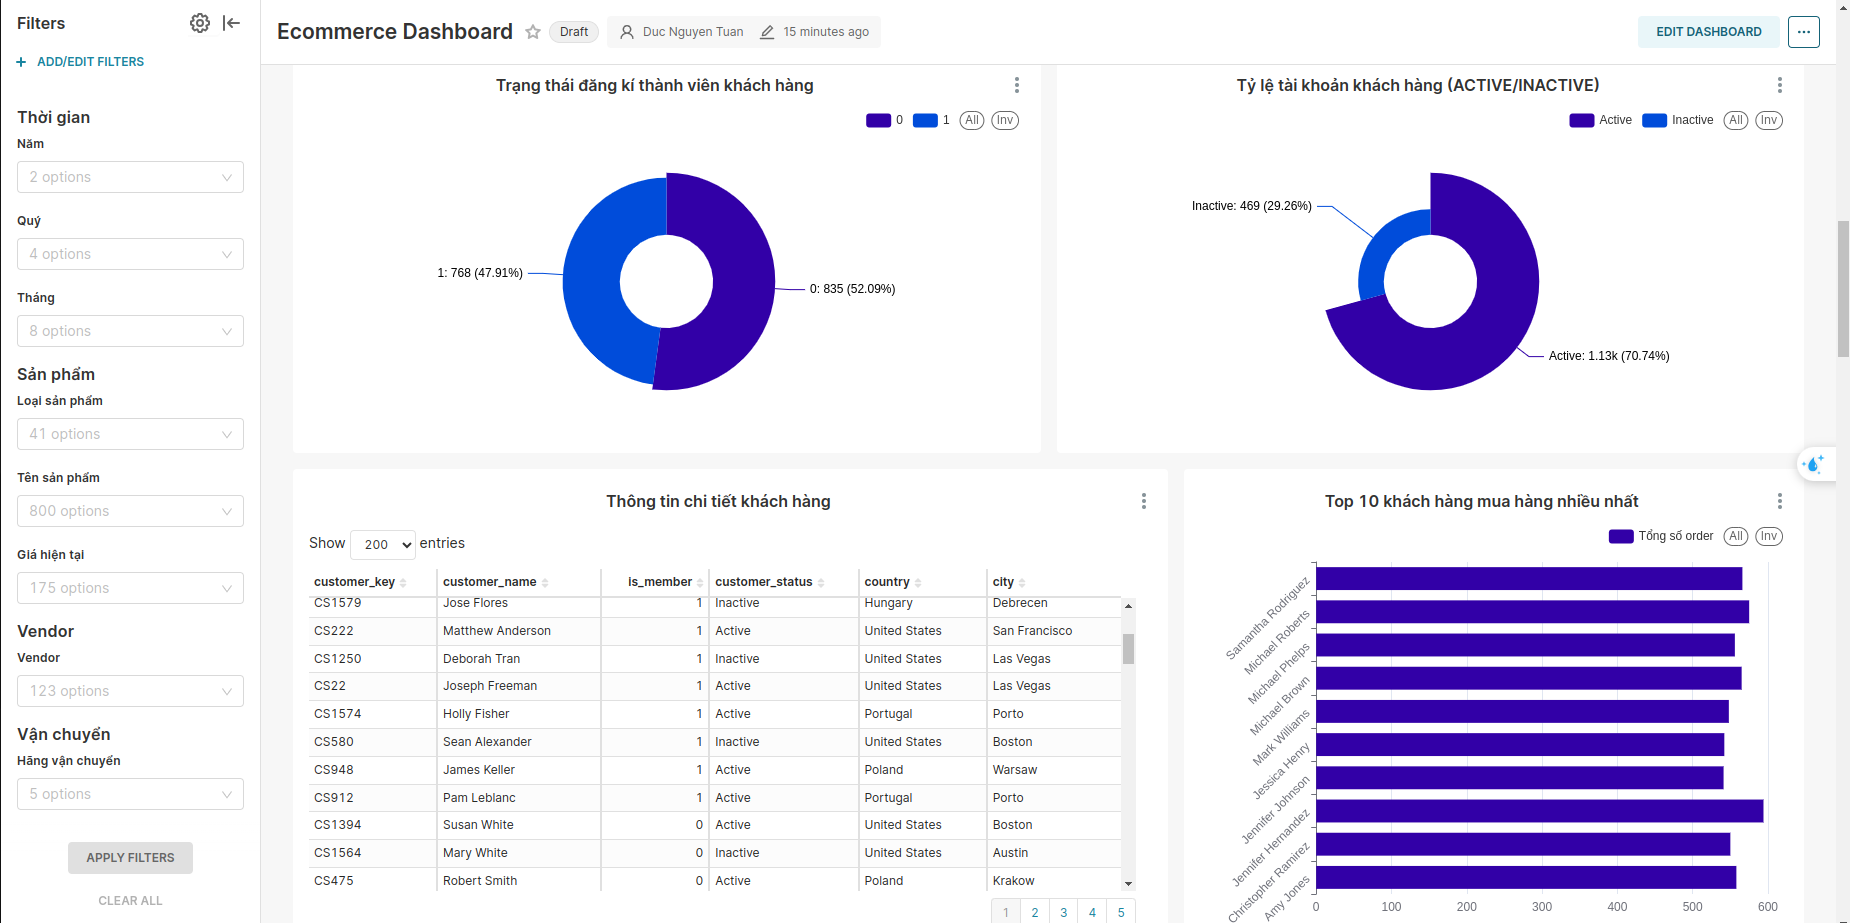 Filters
ADD/EDIT FILTERS
Thời gian
Năm
2 options
Quý
4 options
Tháng
8 options
Sản phẩm
Loại sản phẩm
41 options
Tên sản phẩm
800 options
Giá hiện tại
175 options
Vendor
Vendor
123 options
Vận chuyển
Hãng vận chuyển
5 options
APPLY FILTERS
CLEAR ALL
Ecommerce Dashboard
Draft
Duc Nguyen Tuan
15 minutes ago
EDIT DASHBOARD
Trạng thái đăng kí thành viên khách hàng
0 1 All Inv
1: 768 (47.91%)
0: 835 (52.09%)
Tỷ lệ tài khoản khách hàng (ACTIVE/INACTIVE)
Active Inactive All Inv
Inactive: 469 (29.26%)
Active: 1.13k (70.74%)
Thông tin chi tiết khách hàng
Show 200 entries
customer_key customer_name is_member customer_status country city
CS1579 Jose Flores 1 Inactive Hungary Debrecen
CS222 Matthew Anderson 1 Active United States San Francisco
CS1250 Deborah Tran 1 Inactive United States Las Vegas
CS22 Joseph Freeman 1 Active United States Las Vegas
CS1574 Holly Fisher 1 Active Portugal Porto
CS580 Sean Alexander 1 Inactive United States Boston
CS948 James Keller 1 Active Poland Warsaw
CS912 Pam Leblanc 1 Active Portugal Porto
CS1394 Susan White 0 Active United States Boston
CS1564 Mary White 0 Inactive United States Austin
CS475 Robert Smith 0 Active Poland Krakow
1 2 3 4 5
Top 10 khách hàng mua hàng nhiều nhất
Tổng số order All Inv
Samantha Rodriguez
Michael Roberts
Michael Phelps
Michael Brown
Mark Williams
Jessica Henry
Jennifer Johnson
Jennifer Hernandez
Christopher Ramirez
Amy Jones
0 100 200 300 400 500 600